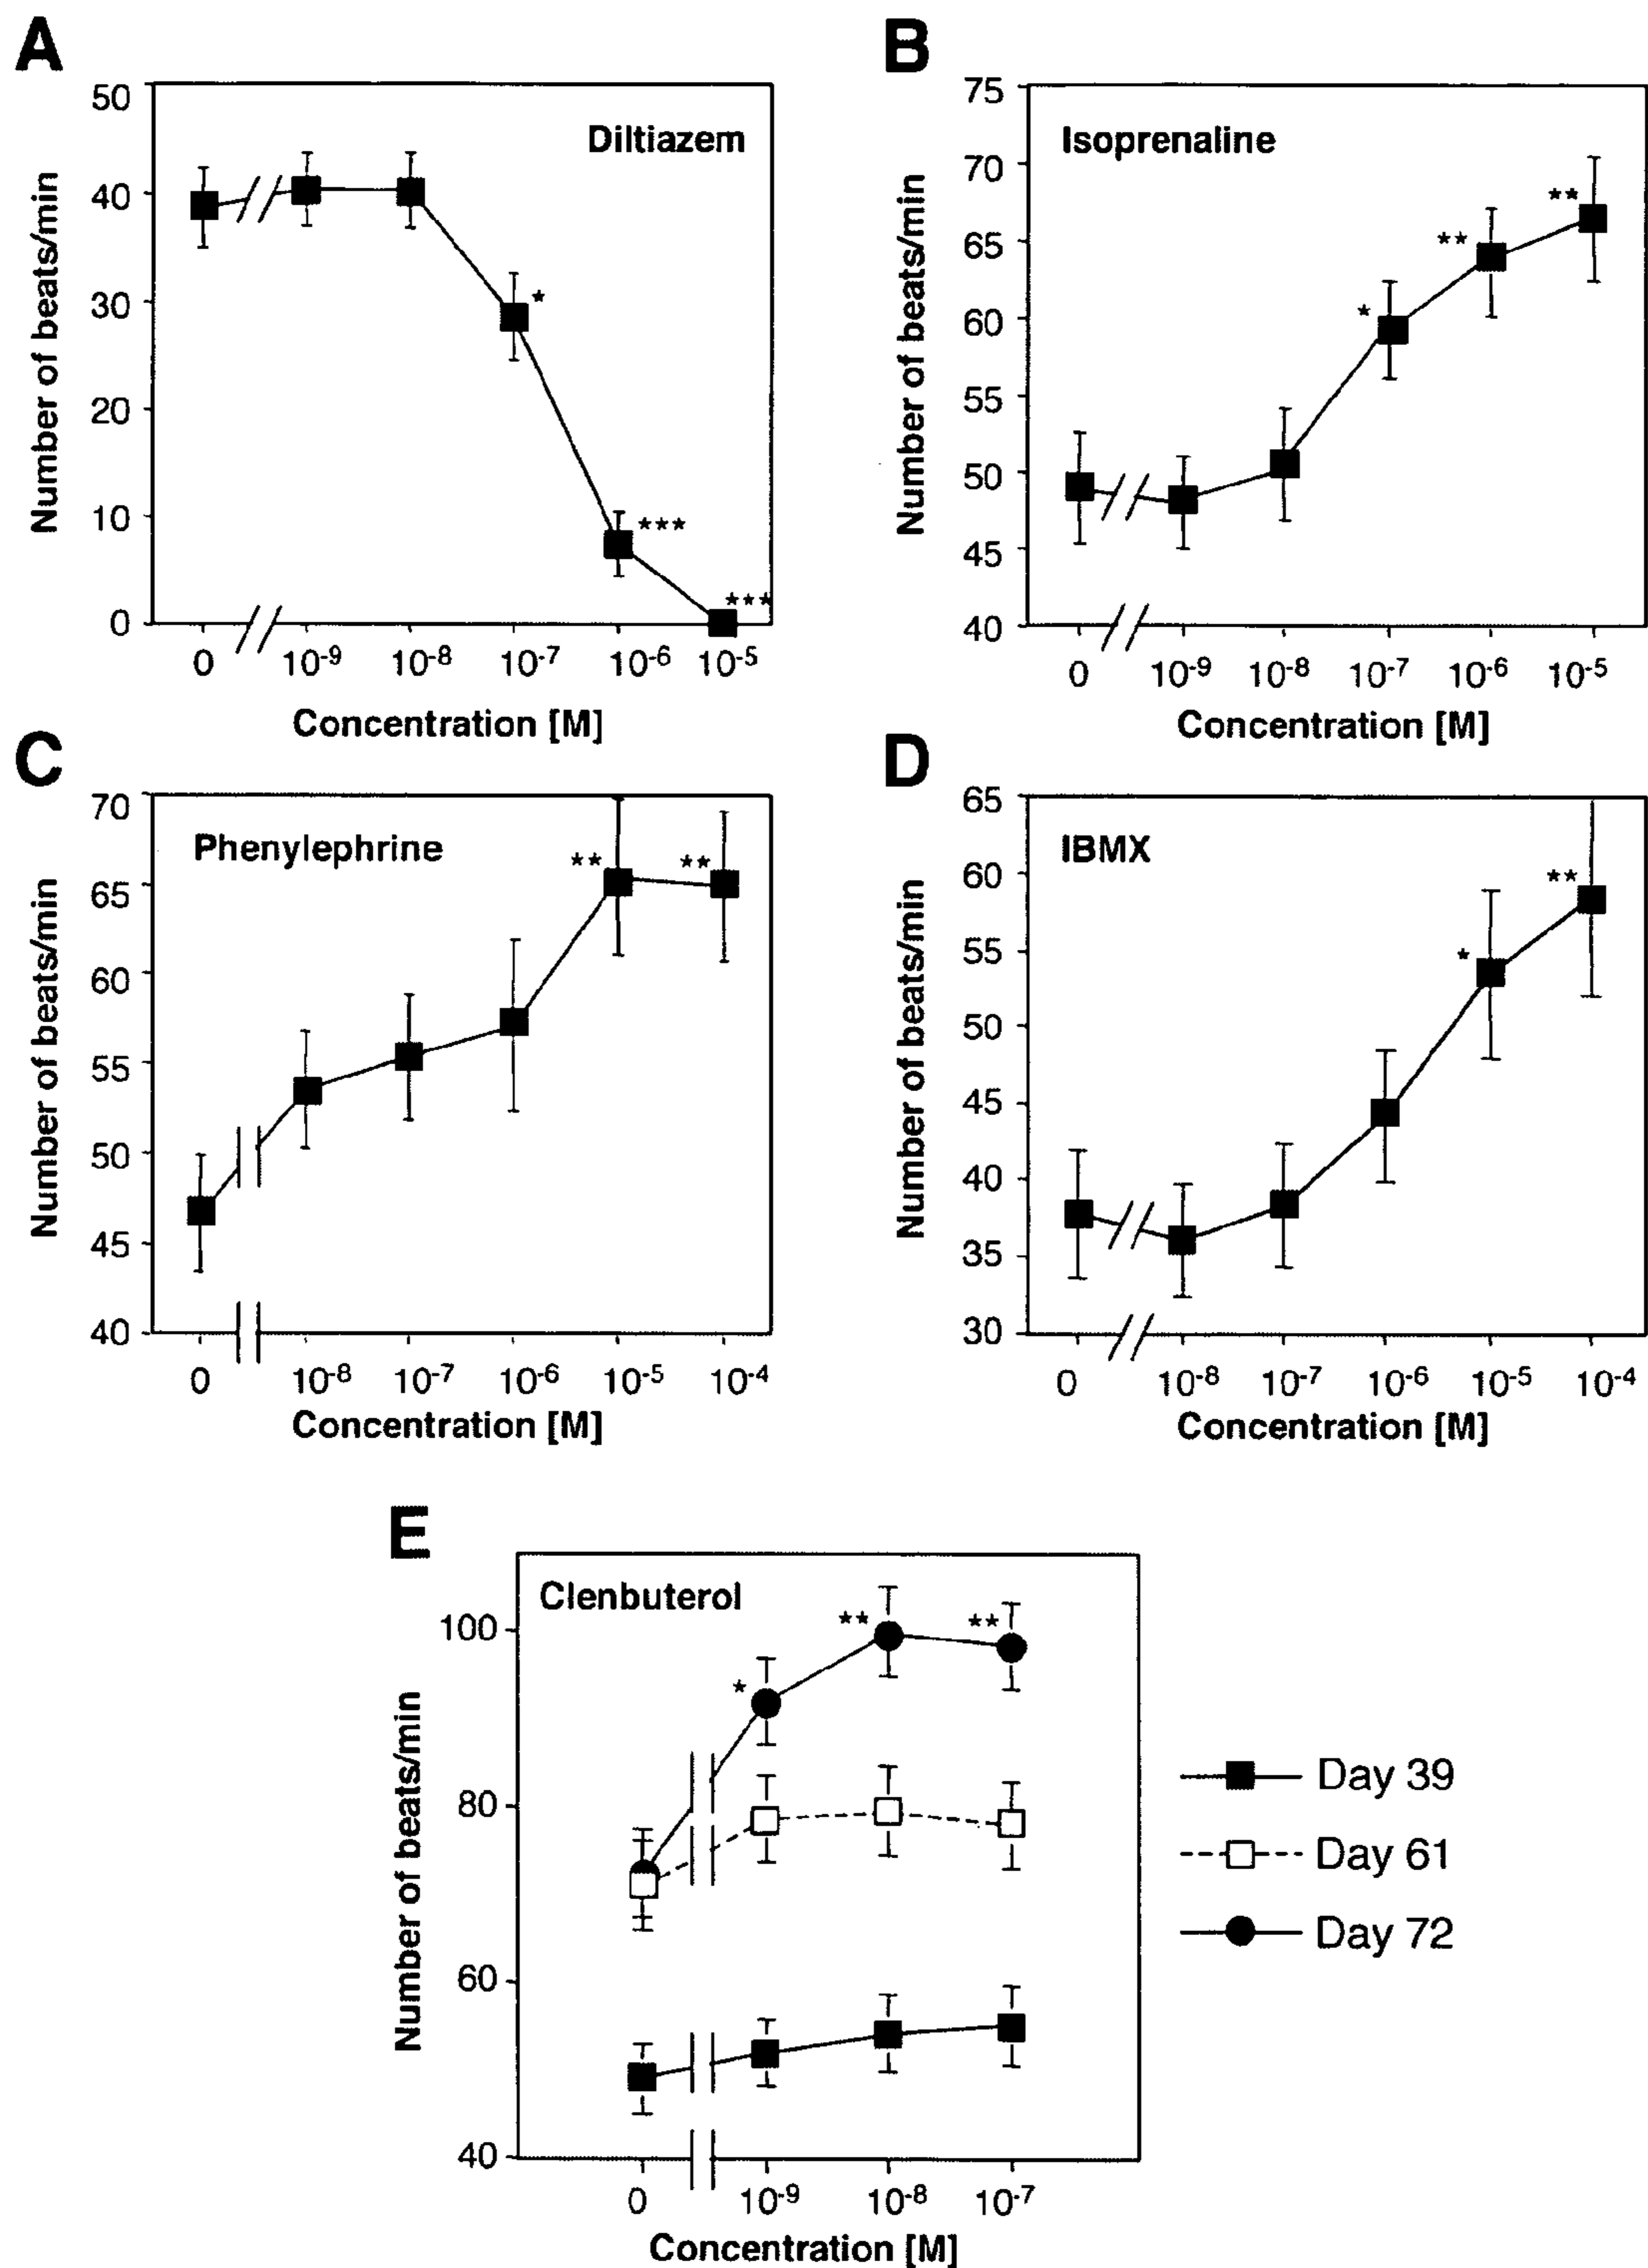 A
50
40
30
20
10
0
Number of beats/min
Diltiazem
*
***
***
0 10-9 10-8 10-7 10-6 10-5
Concentration [M]
B
75
70
65
60
55
50
45
40
Number of beats/min
Isoprenaline
*
**
**
0 10-9 10-8 10-7 10-6 10-5
Concentration [M]
C
70
65
60
55
50
45
40
Number of beats/min
Phenylephrine
** **
0 10-8 10-7 10-6 10-5 10-4
Concentration [M]
D
65
60
55
50
45
40
35
30
Number of beats/min
IBMX
*
**
0 10-8 10-7 10-6 10-5 10-4
Concentration [M]
E
100
80
60
40
Number of beats/min
Clenbuterol
*
** **
0 10-9 10-8 10-7
Concentration [M]
Day 39
Day 61
Day 72